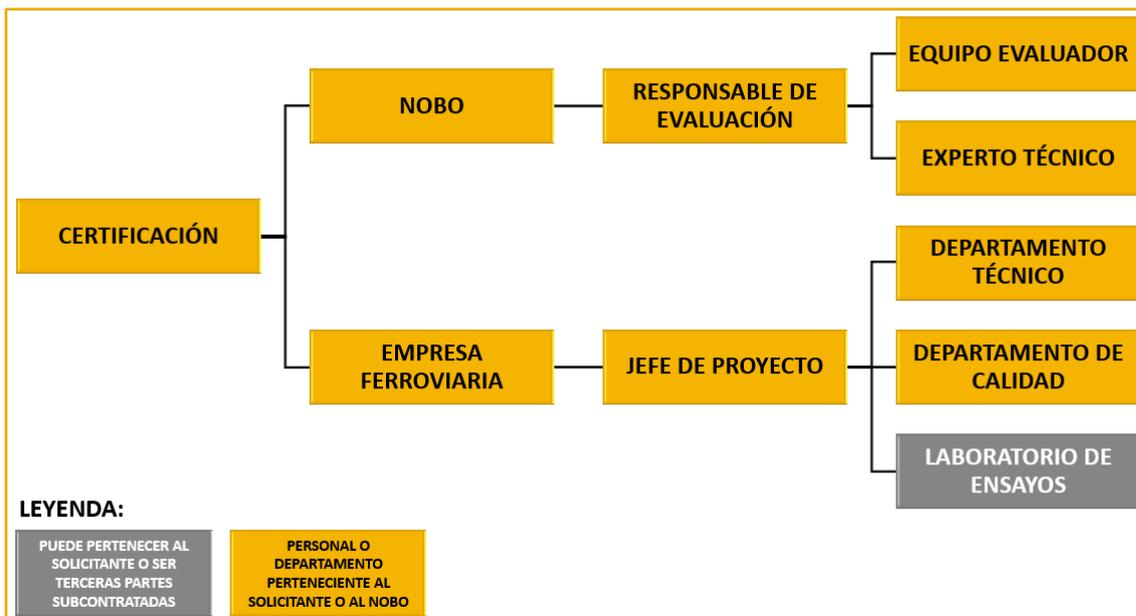 EQUIPO EVALUADOR
NOBO
RESPONSABLE DE
EVALUACIÓN
EXPERTO TÉCNICO
CERTIFICACIÓN
DEPARTAMENTO
TÉCNICO
EMPRESA
FERROVIARIA
JEFE DE PROYECTO
DEPARTAMENTO DE
CALIDAD
LABORATORIO DE
ENSAYOS
LEYENDA:
PUEDE PERTENECER AL
SOLICITANTE O SER
TERCERAS PARTES
SUBCONTRATADAS
PERSONAL O
DEPARTAMENTO
PERTENECIENTE AL
SOLICITANTE O AL NOBO